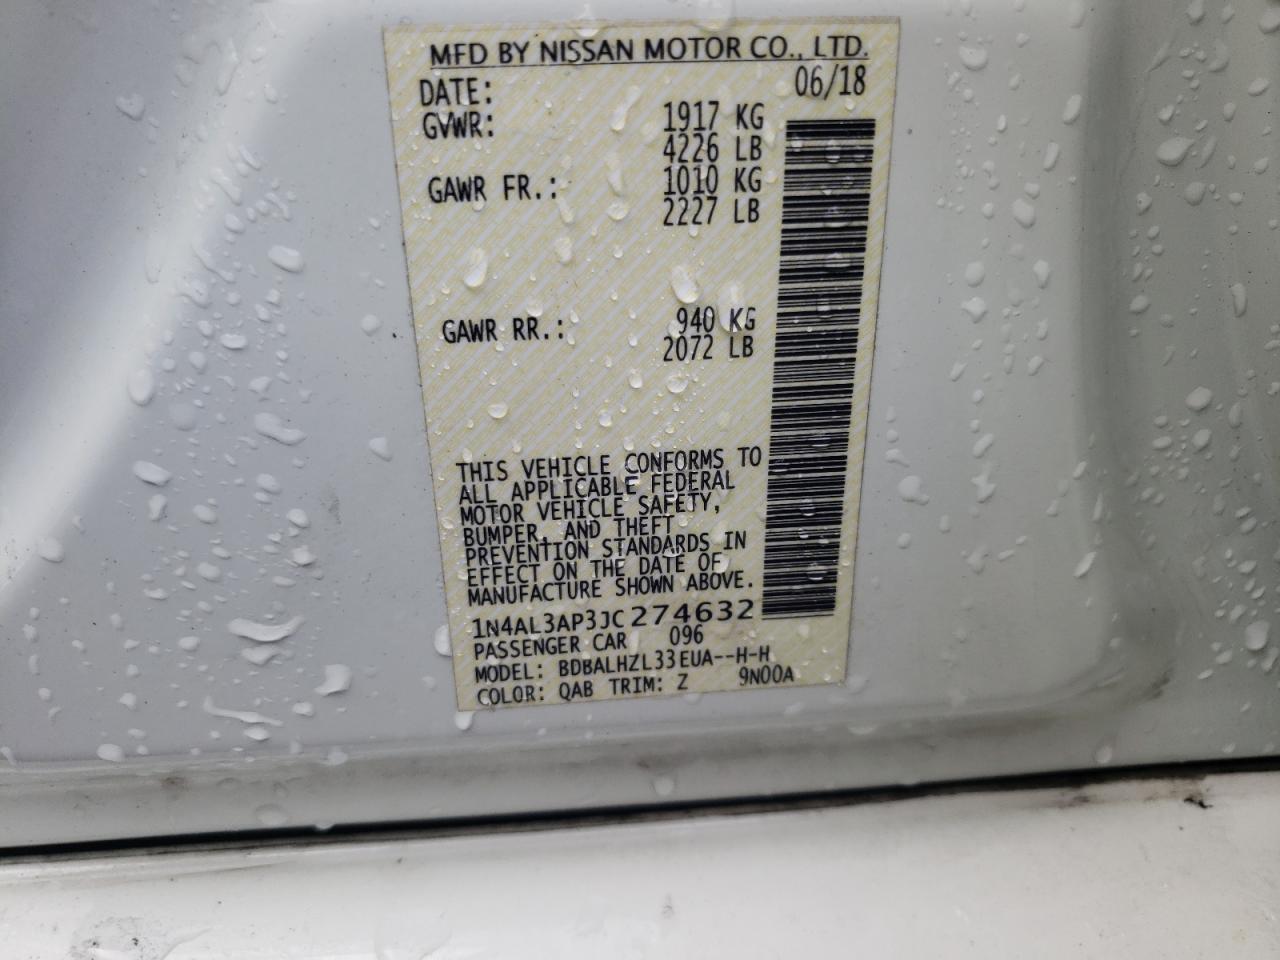 MFD BY NISSAN MOTOR CO., LTD.
DATE: 06/18
GVWR: 1917 KG
4226 LB
GAWR FR.: 1010 KG
2227 LB
GAWR RR.: 940 KG
2072 LB
THIS VEHICLE CONFORMS TO
ALL APPLICABLE FEDERAL
MOTOR VEHICLE SAFETY,
BUMPER, AND THEFT
PREVENTION STANDARDS IN
EFFECT ON THE DATE OF
MANUFACTURE SHOWN ABOVE.
1N4AL3AP3JC274632
PASSENGER CAR 096
MODEL: BDBALHZL33EUA--H-H
COLOR: QAB TRIM: Z 9N00A